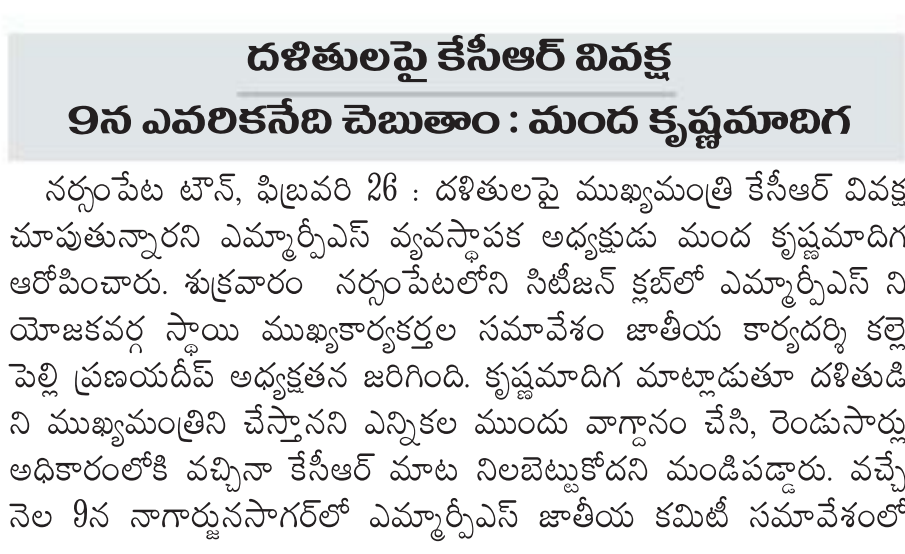 దళితులపై కేసీఆర్ వివక్ష
9న ఎవరికనేది చెబుతాం : మంద కృష్ణమాదిగ
నర్సంపేట టౌన్, ఫిబ్రవరి 26 : దళితులపై ముఖ్యమంత్రి కేసీఆర్ వివక్ష
చూపుతున్నారని ఎమ్మార్పీఎస్ వ్యవస్థాపక అధ్యక్షుడు మంద కృష్ణమాదిగ
ఆరోపించారు. శుక్రవారం నర్సంపేటలోని సిటీజన్ క్లబ్‌లో ఎమ్మార్పీఎస్ ని
యోజకవర్గ స్థాయి ముఖ్యకార్యకర్తల సమావేశం జాతీయ కార్యదర్శి కల్లె
పెల్లి ప్రణయదీప్ అధ్యక్షతన జరిగింది. కృష్ణమాదిగ మాట్లాడుతూ దళితుడి
ని ముఖ్యమంత్రిని చేస్తానని ఎన్నికల ముందు వాగ్దానం చేసి, రెండుసార్లు
అధికారంలోకి వచ్చినా కేసీఆర్ మాట నిలబెట్టుకోదని మండిపడ్డారు. వచ్చే
నెల 9న నాగార్జునసాగర్‌లో ఎమ్మార్పీఎస్ జాతీయ కమిటీ సమావేశంలో